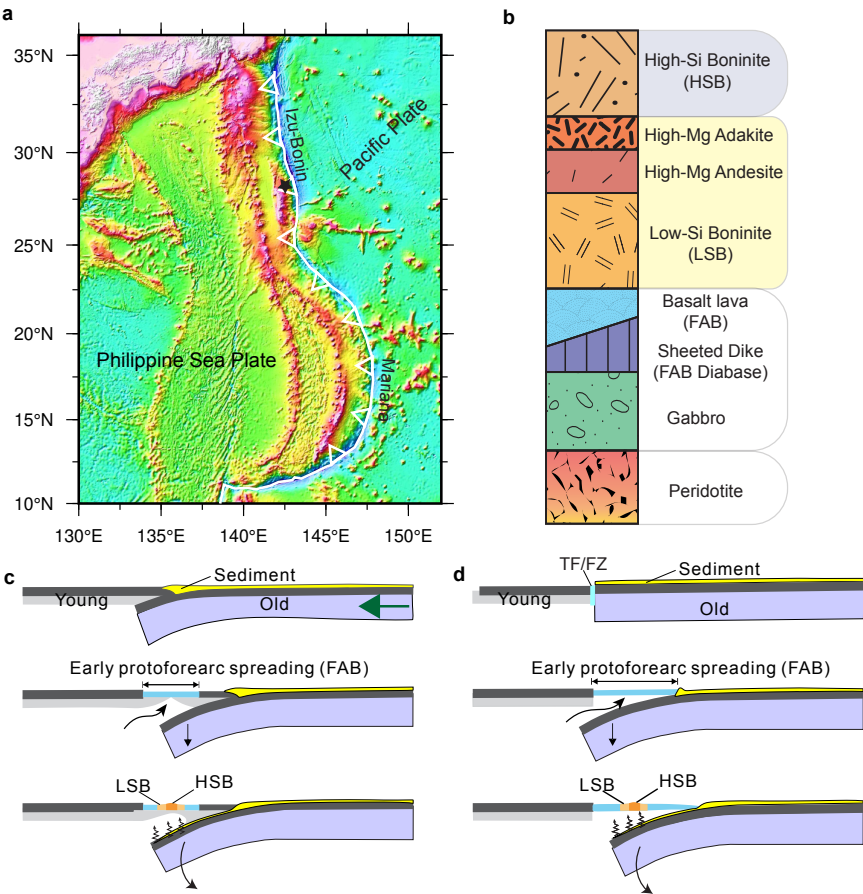 a
35°N
30°N
25°N
20°N
15°N
10°N
130°E
135°E
140°E
145°E
150°E
Izu-Bonin
Pacific Plate
Philippine Sea Plate
Mariana
b
High-Si Boninite
(HSB)
High-Mg Adakite
High-Mg Andesite
Low-Si Boninite
(LSB)
Basalt lava
(FAB)
Sheeted Dike
(FAB Diabase)
Gabbro
Peridotite
c
Sediment
Young
Old
Early protoforearc spreading (FAB)
LSB
HSB
d
TF/FZ
Sediment
Young
Old
Early protoforearc spreading (FAB)
LSB
HSB